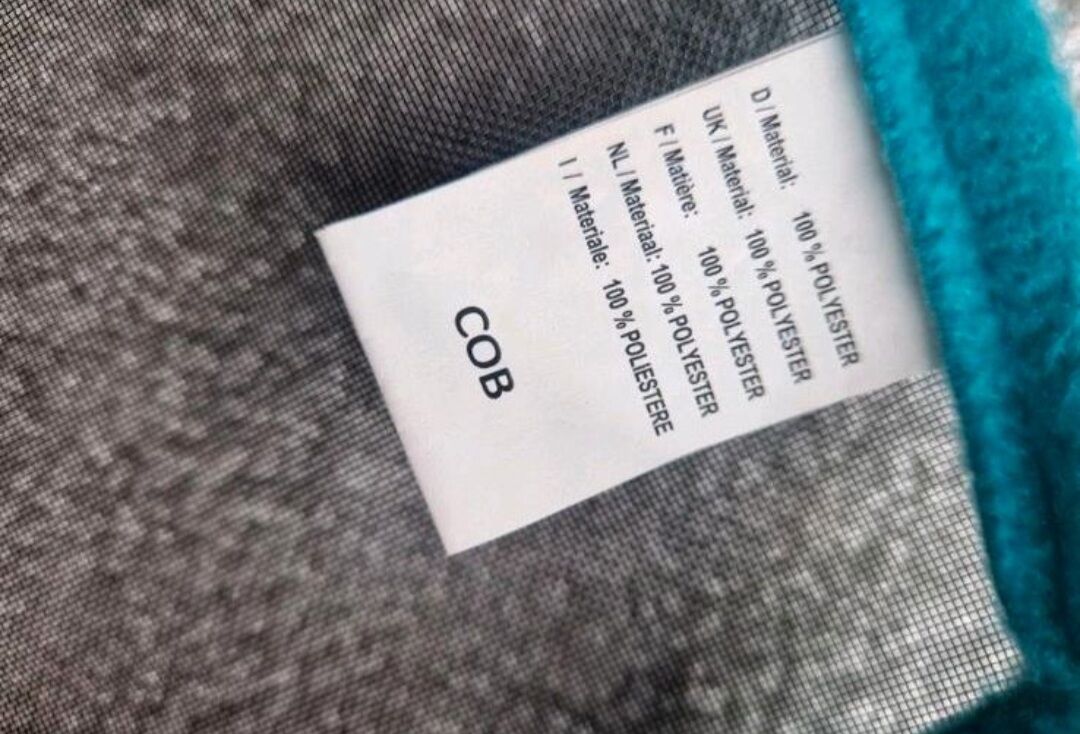 D / Material: 100 % POLYESTER
UK / Material: 100 % POLYESTER
F / Matière: 100 % POLYESTER
NL / Materiaal: 100 % POLYESTER
I / Materiale: 100 % POLIESTERE
COB